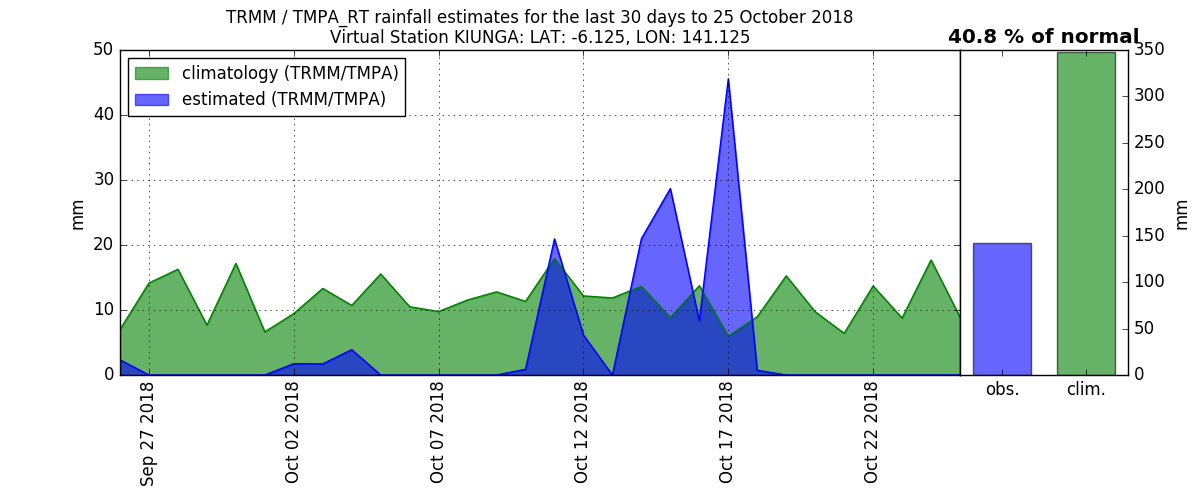 TRMM / TMPA_RT rainfall estimates for the last 30 days to 25 October 2018
Virtual Station KIUNGA: LAT: -6.125, LON: 141.125
40.8 % of normal
climatology (TRMM/TMPA)
estimated (TRMM/TMPA)
50
40
30
20
10
0
mm
Sep 27 2018
Oct 02 2018
Oct 07 2018
Oct 12 2018
Oct 17 2018
Oct 22 2018
350
300
250
200
150
100
50
0
mm
obs.
clim.